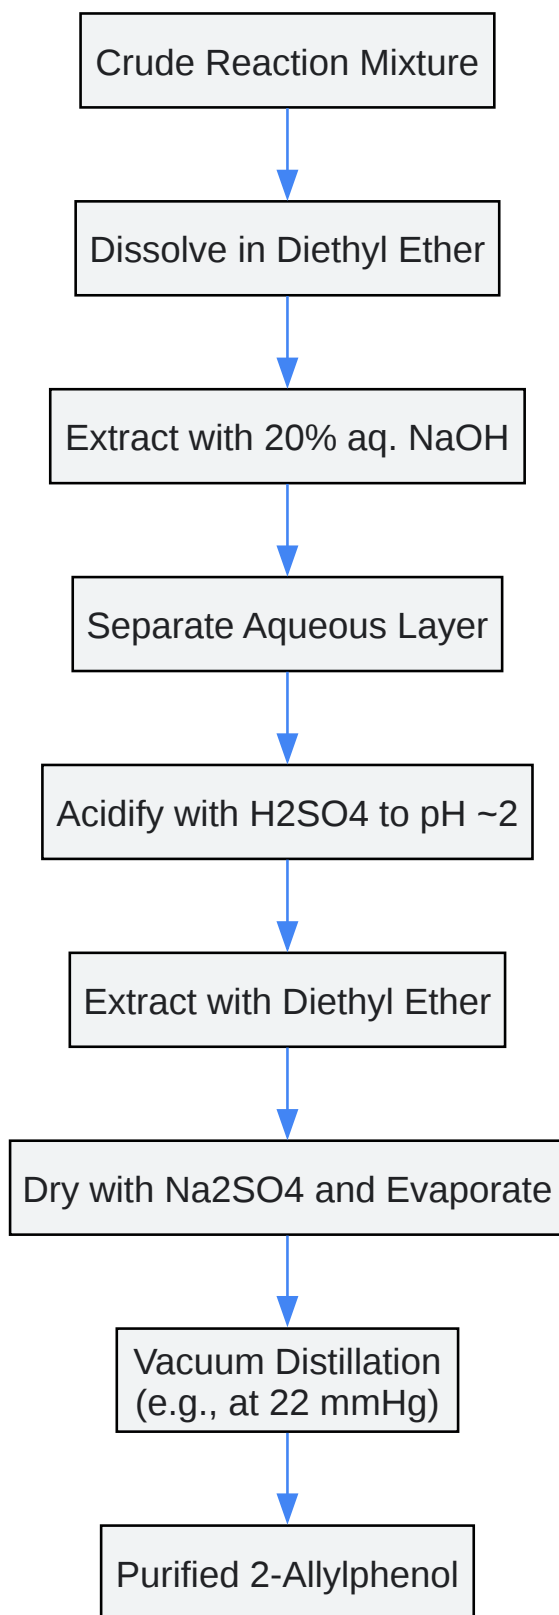 Crude Reaction Mixture
Dissolve in Diethyl Ether
Extract with 20% aq. NaOH
Separate Aqueous Layer
Acidify with H2SO4 to pH ~2
Extract with Diethyl Ether
Dry with Na2SO4 and Evaporate
Vacuum Distillation
(e.g., at 22 mmHg)
Purified 2-Allylphenol